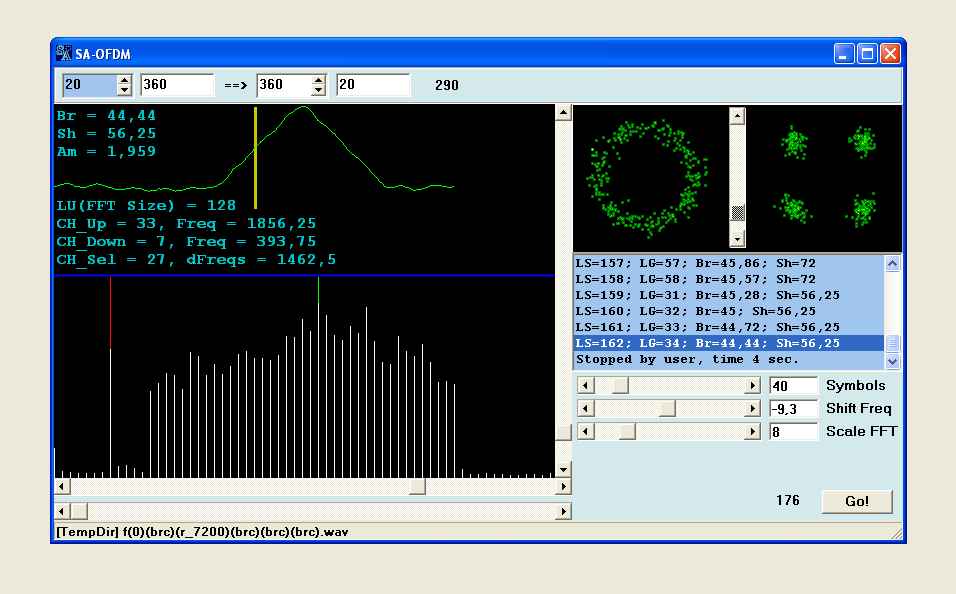 SA-OFDM
20 360 ==> 360 20 290
Br = 44,44
Sh = 56,25
Am = 1,959
LU(FFT Size) = 128
CH_Up = 33, Freq = 1856,25
CH_Down = 7, Freq = 393,75
CH_Sel = 27, dFreqs = 1462,5
LS=157; LG=57; Br=45,86; Sh=72
LS=158; LG=58; Br=45,57; Sh=72
LS=159; LG=31; Br=45,28; Sh=56,25
LS=160; LG=32; Br=45; Sh=56,25
LS=161; LG=33; Br=44,72; Sh=56,25
LS=162; LG=34; Br=44,44; Sh=56,25
Stopped by user, time 4 sec.
40 Symbols
-9,3 Shift Freq
8 Scale FFT
176 Go!
[TempDir] f(0)(brc)(r_7200)(brc)(brc)(brc).wav